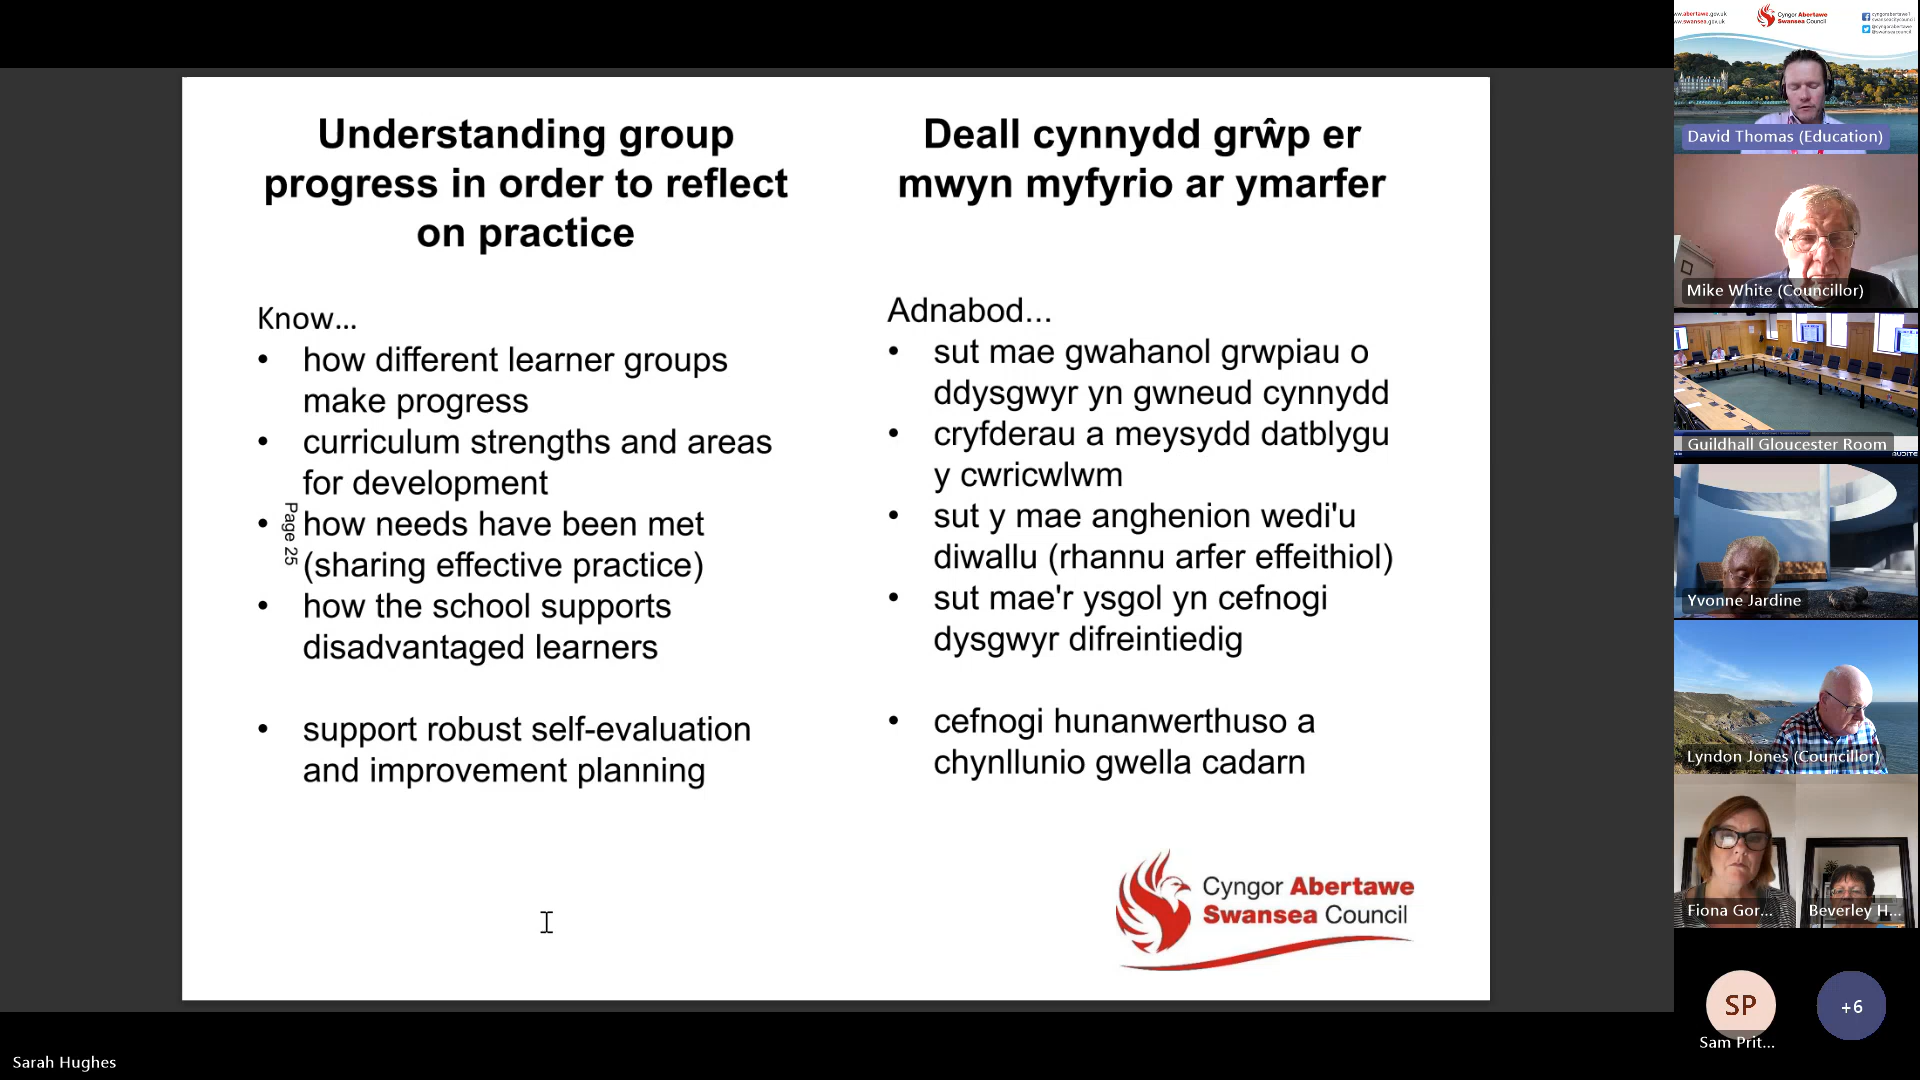 Understanding group
progress in order to reflect
on practice
Know...
• how different learner groups
make progress
• curriculum strengths and areas
for development
• how needs have been met
(sharing effective practice)
• how the school supports
disadvantaged learners
• support robust self-evaluation
and improvement planning
Page 25
Deall cynnydd grŵp er
mwyn myfyrio ar ymarfer
Adnabod...
• sut mae gwahanol grwpiau o
ddysgwyr yn gwneud cynnydd
• cryfderau a meysydd datblygu
y cwricwlwm
• sut y mae anghenion wedi'u
diwallu (rhannu arfer effeithiol)
• sut mae'r ysgol yn cefnogi
dysgwyr difreintiedig
• cefnogi hunanwerthuso a
chynllunio gwella cadarn
Cyngor Abertawe
Swansea Council
Sarah Hughes
Cyngor Abertawe
Swansea Council
David Thomas (Education)
Mike White (Councillor)
Guildhall Gloucester Room
Yvonne Jardine
Lyndon Jones (Councillor)
Fiona Gor...
Beverley H...
SP
+6
Sam Prit...